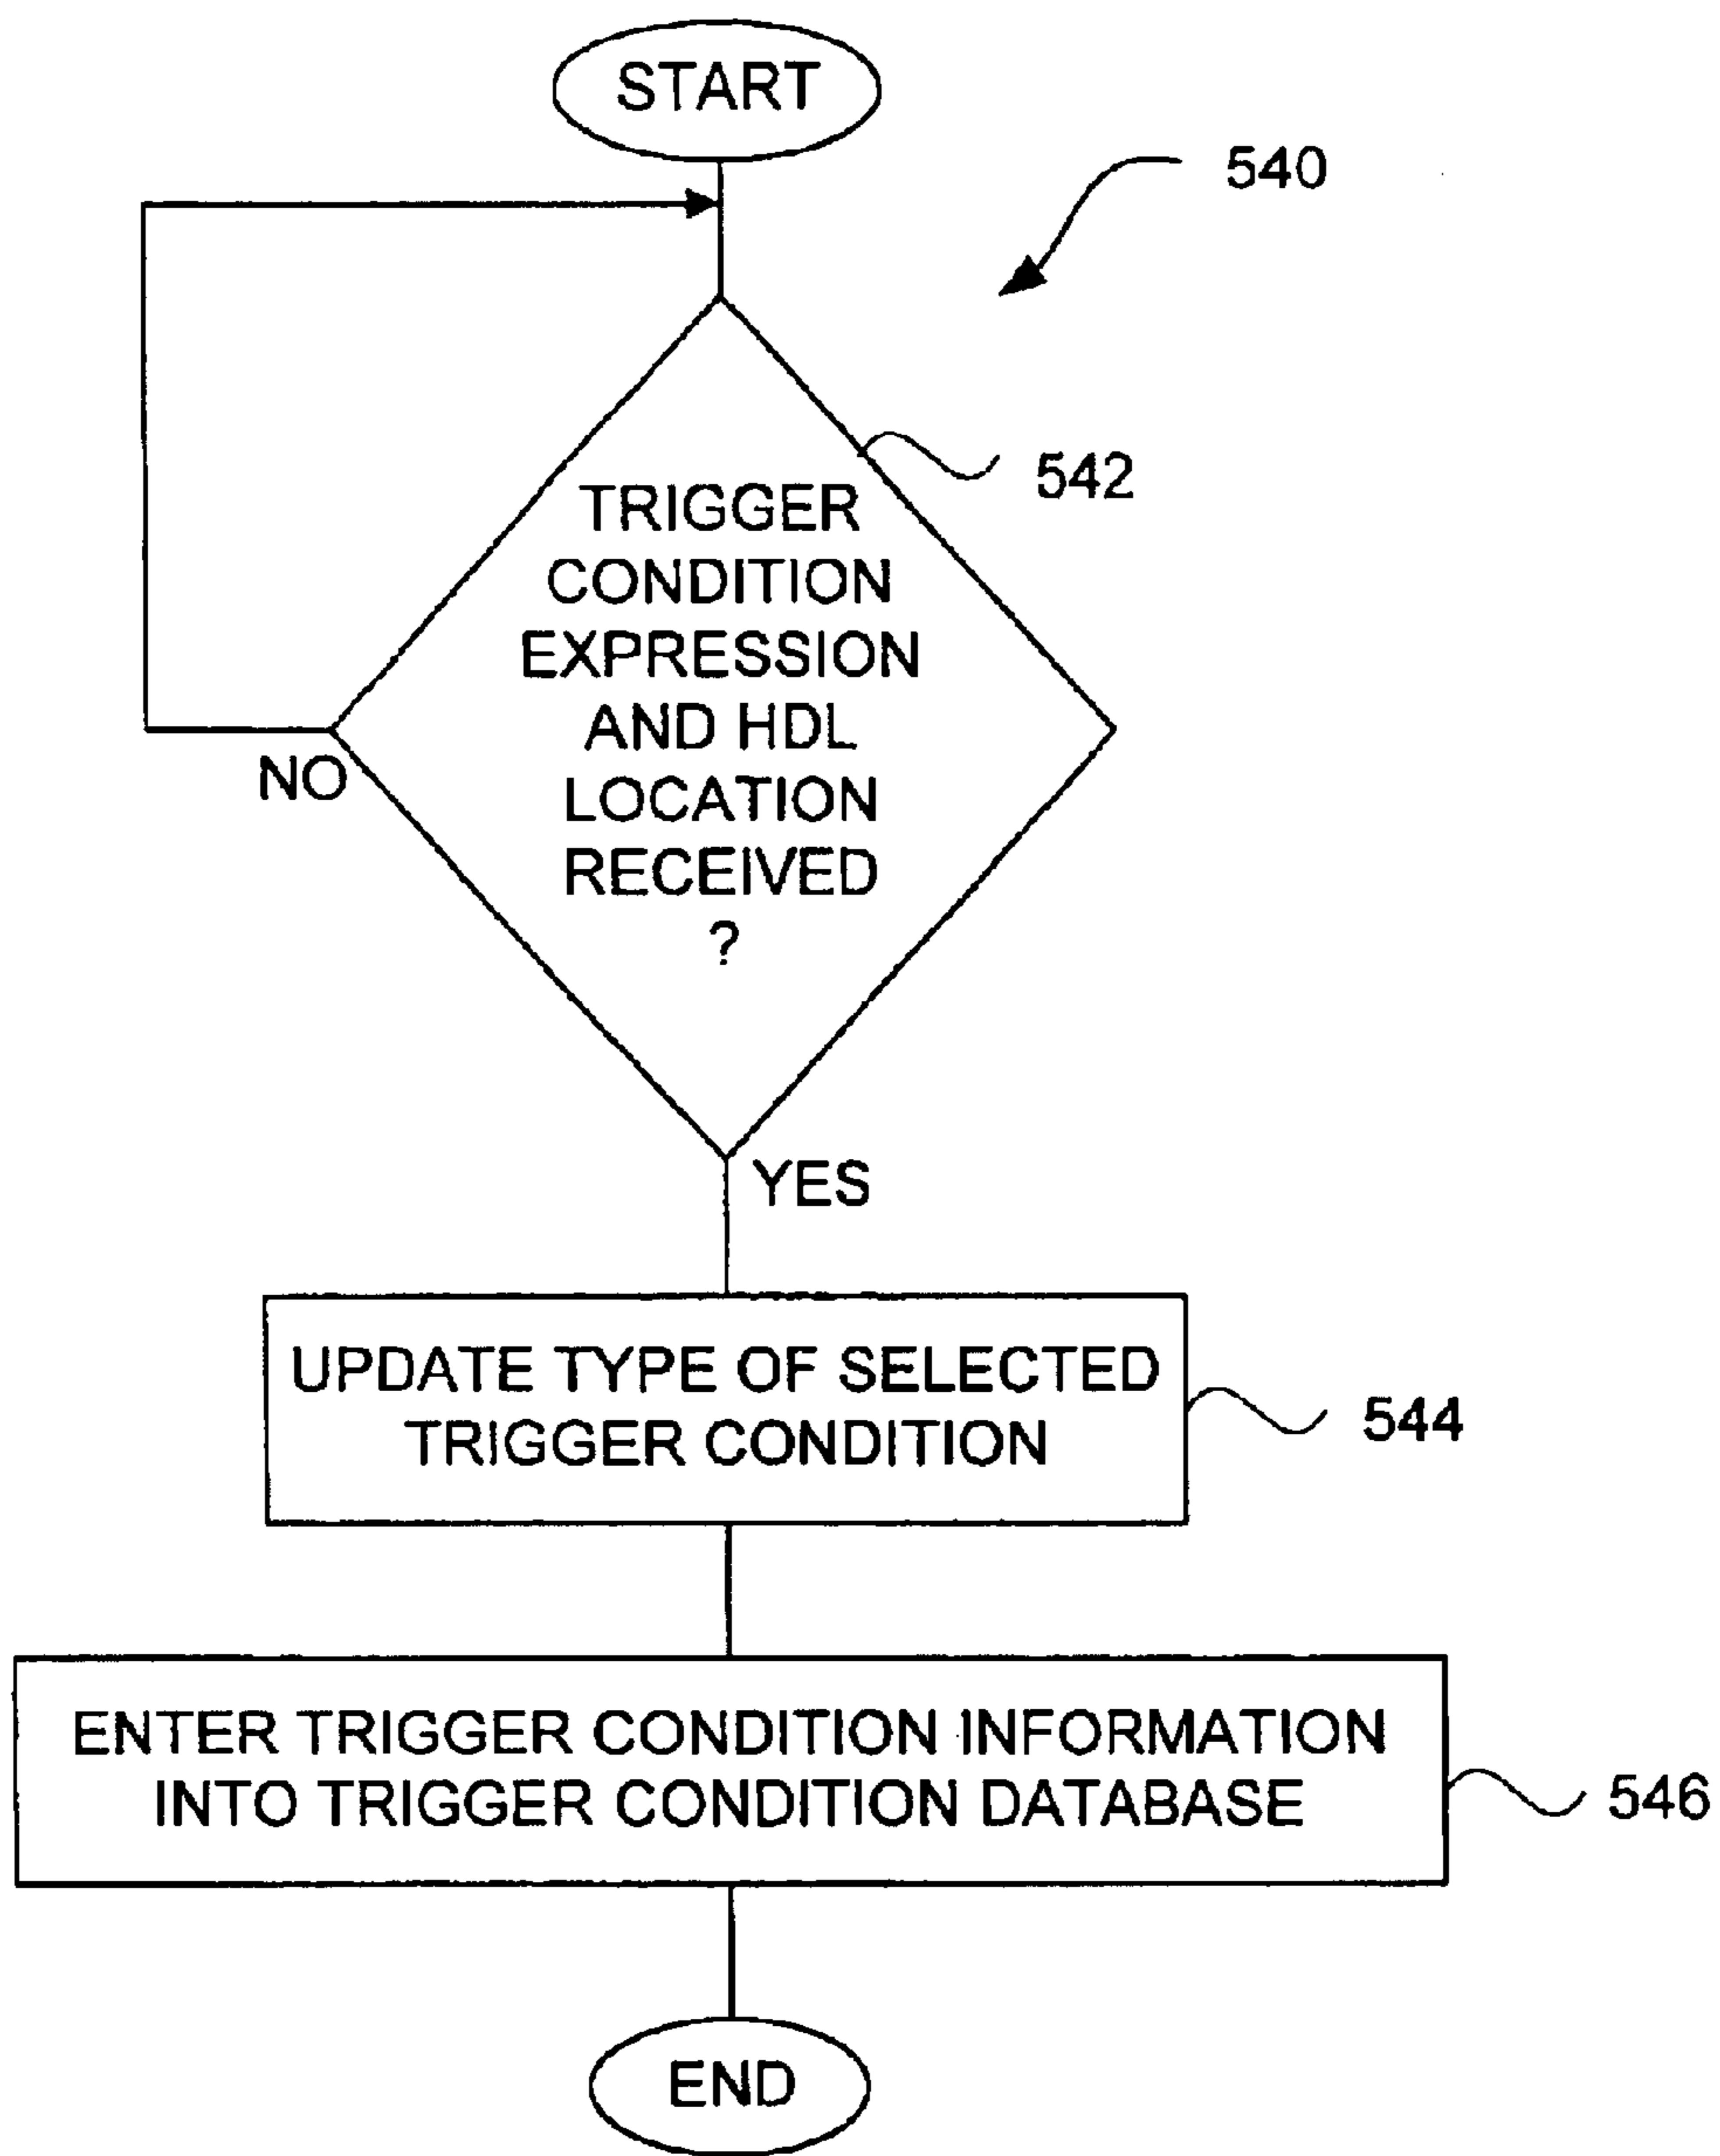 START
540
542
TRIGGER
CONDITION
EXPRESSION
AND HDL
LOCATION
RECEIVED
?
NO
YES
UPDATE TYPE OF SELECTED
TRIGGER CONDITION
544
ENTER TRIGGER CONDITION INFORMATION
INTO TRIGGER CONDITION DATABASE
546
END